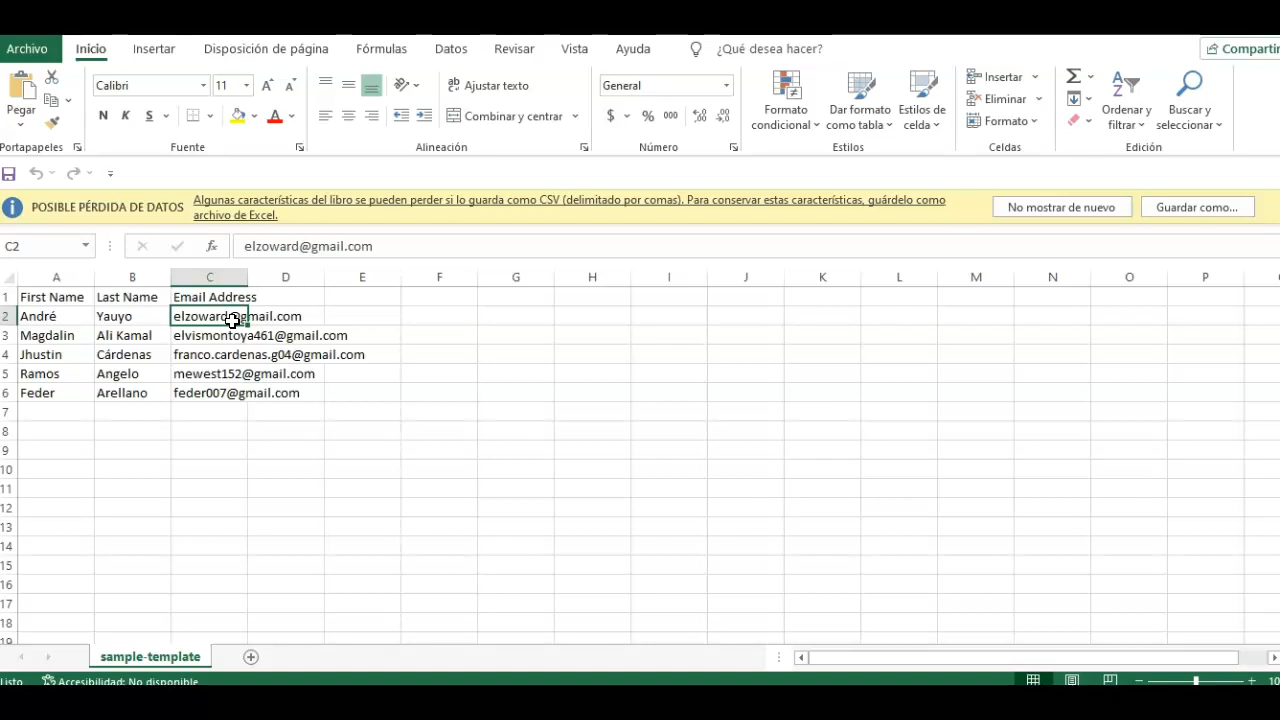 Archivo Inicio Insertar Disposición de página Fórmulas Datos Revisar Vista Ayuda ¿Qué desea hacer? Compartir
Pegar
Calibri 11
N K S
Ajustar texto
Combinar y centrar
General
$ % 000
Formato condicional
Dar formato como tabla
Estilos de celda
Insertar
Eliminar
Formato
Ordenar y filtrar
Buscar y seleccionar
Portapapeles Fuente Alineación Número Estilos Celdas Edición
POSIBLE PÉRDIDA DE DATOS Algunas características del libro se pueden perder si lo guarda como CSV (delimitado por comas). Para conservar estas características, guárdelo como
archivo de Excel.
No mostrar de nuevo Guardar como...
C2 fx elzoward@gmail.com
A B C D E F G H I J K L M N O P
1 First Name Last Name Email Address
2 André Yauyo elzoward@gmail.com
3 Magdalin Ali Kamal elvismontoya461@gmail.com
4 Jhustin Cárdenas franco.cardenas.g04@gmail.com
5 Ramos Angelo mewest152@gmail.com
6 Feder Arellano feder007@gmail.com
7
8
9
10
11
12
13
14
15
16
17
18
19
sample-template
Listo Accesibilidad: No disponible